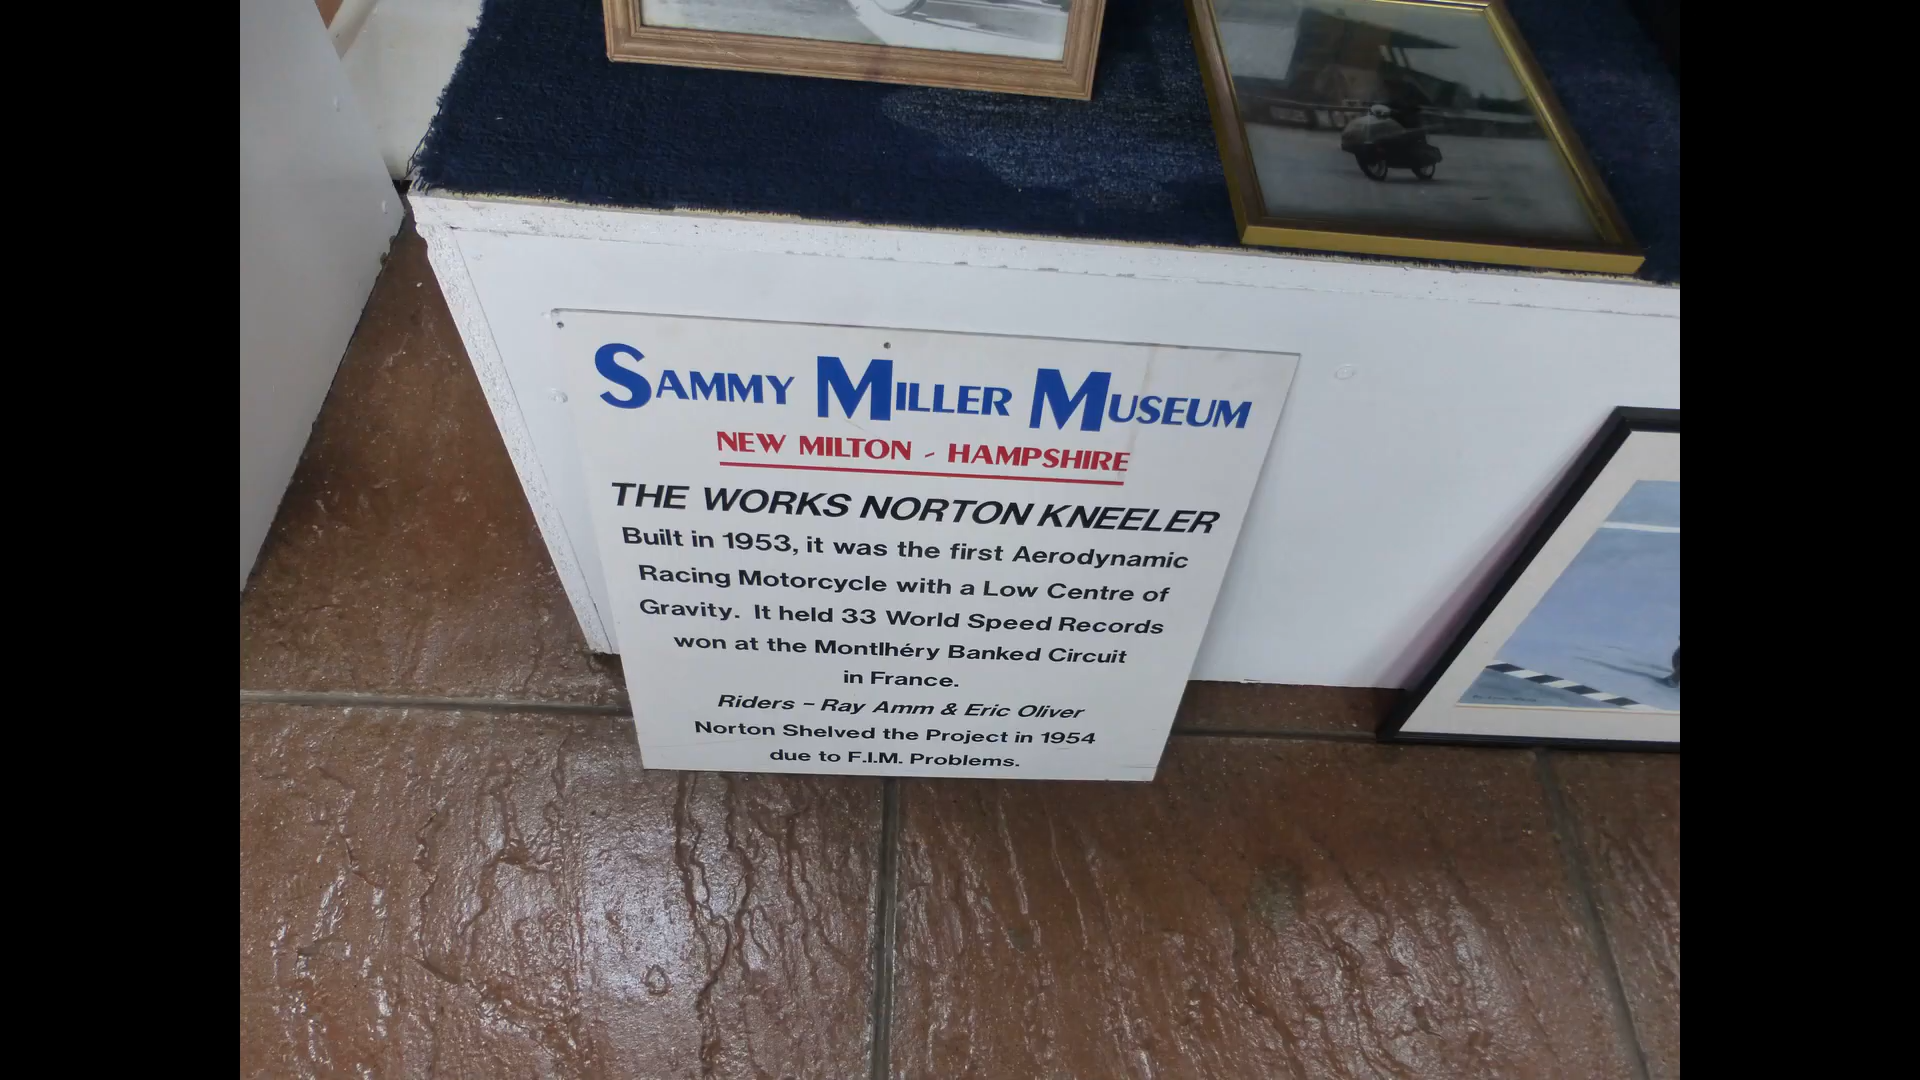 SAMMY MILLER MUSEUM
NEW MILTON - HAMPSHIRE
THE WORKS NORTON KNEELER
Built in 1953, it was the first Aerodynamic
Racing Motorcycle with a Low Centre of
Gravity. It held 33 World Speed Records
won at the Montlhéry Banked Circuit
in France.
Riders – Ray Amm & Eric Oliver
Norton Shelved the Project in 1954
due to F.I.M. Problems.